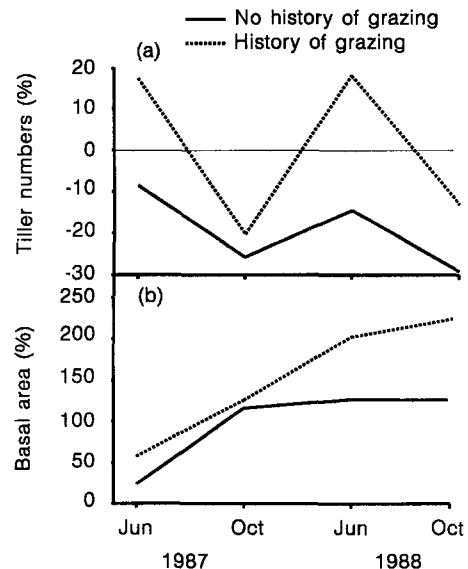 No history of grazing
History of grazing
(a)
Tiller numbers (%)
20
10
0
-10
-20
-30
(b)
Basal area (%)
250
200
150
100
50
0
Jun Oct Jun Oct
1987 1988